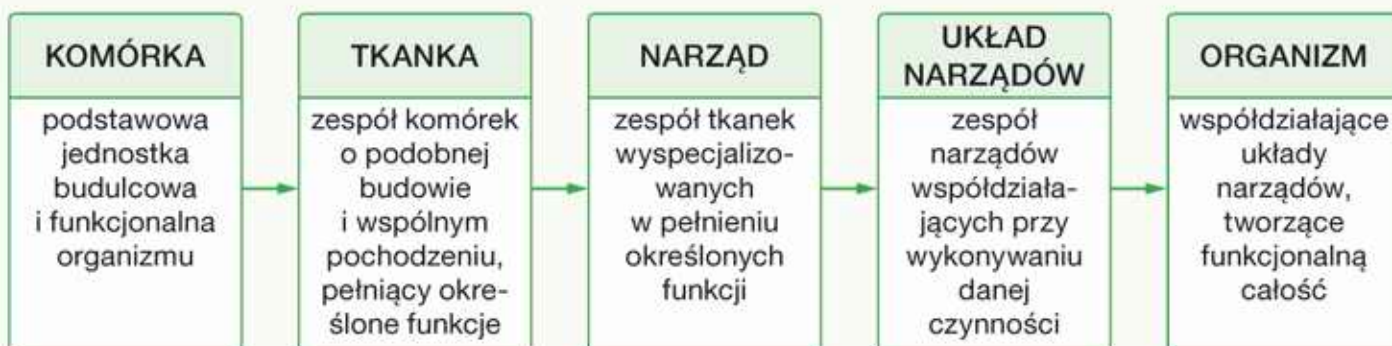 KOMÓRKA
podstawowa
jednostka
budulcowa
i funkcjonalna
organizmu
TKANKA
zespół komórek
o podobnej
budowie
i wspólnym
pochodzeniu,
pełniący okre-
ślone funkcje
NARZĄD
zespół tkanek
wyspecjalizo-
wanych
w pełnieniu
określonych
funkcji
UKŁAD
NARZĄDÓW
zespół
narządów
współdziała-
jących przy
wykonywaniu
danej
czynności
ORGANIZM
współdziałające
układy
narządów,
tworzące
funkcjonalną
całość